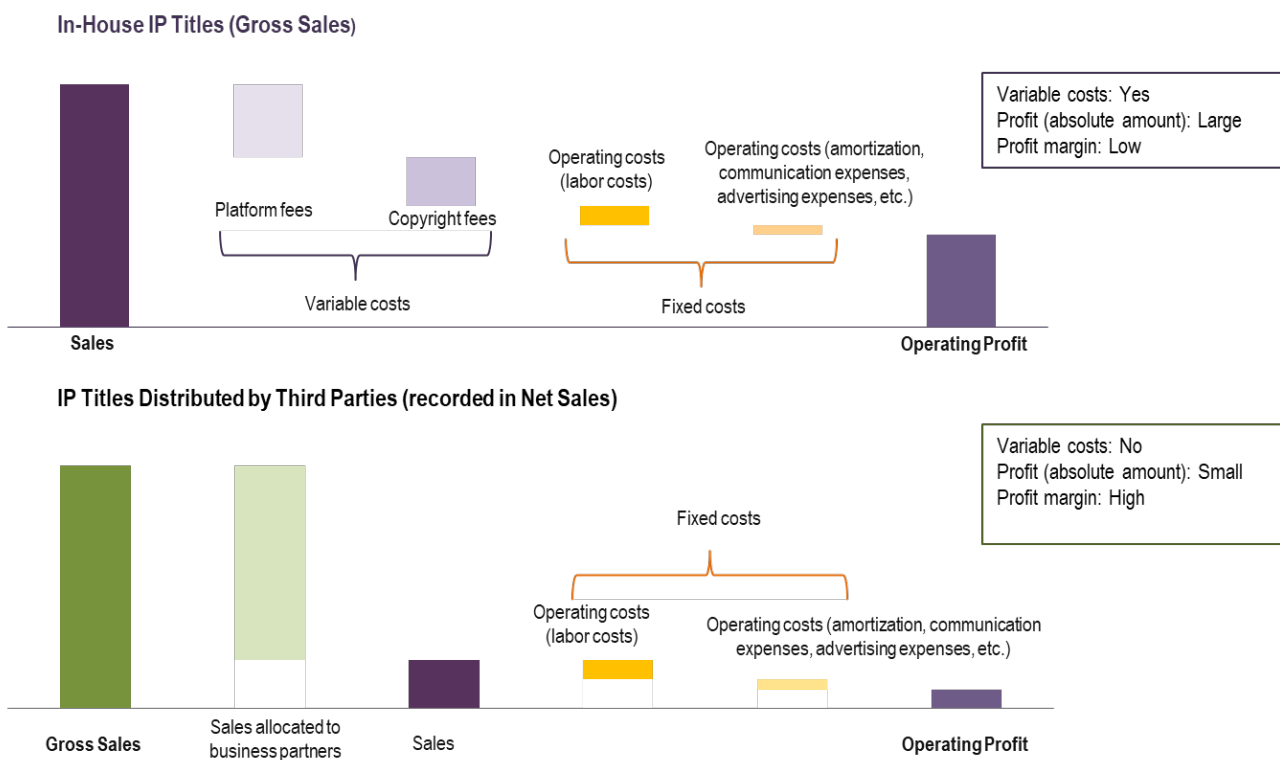 In-House IP Titles (Gross Sales)
Variable costs: Yes
Profit (absolute amount): Large
Profit margin: Low
Operating costs
(labor costs)
Operating costs (amortization,
communication expenses,
advertising expenses, etc.)
Platform fees
Copyright fees
Variable costs
Fixed costs
Sales
Operating Profit
IP Titles Distributed by Third Parties (recorded in Net Sales)
Variable costs: No
Profit (absolute amount): Small
Profit margin: High
Fixed costs
Operating costs
(labor costs)
Operating costs (amortization, communication
expenses, advertising expenses, etc.)
Gross Sales
Sales allocated to
business partners
Sales
Operating Profit